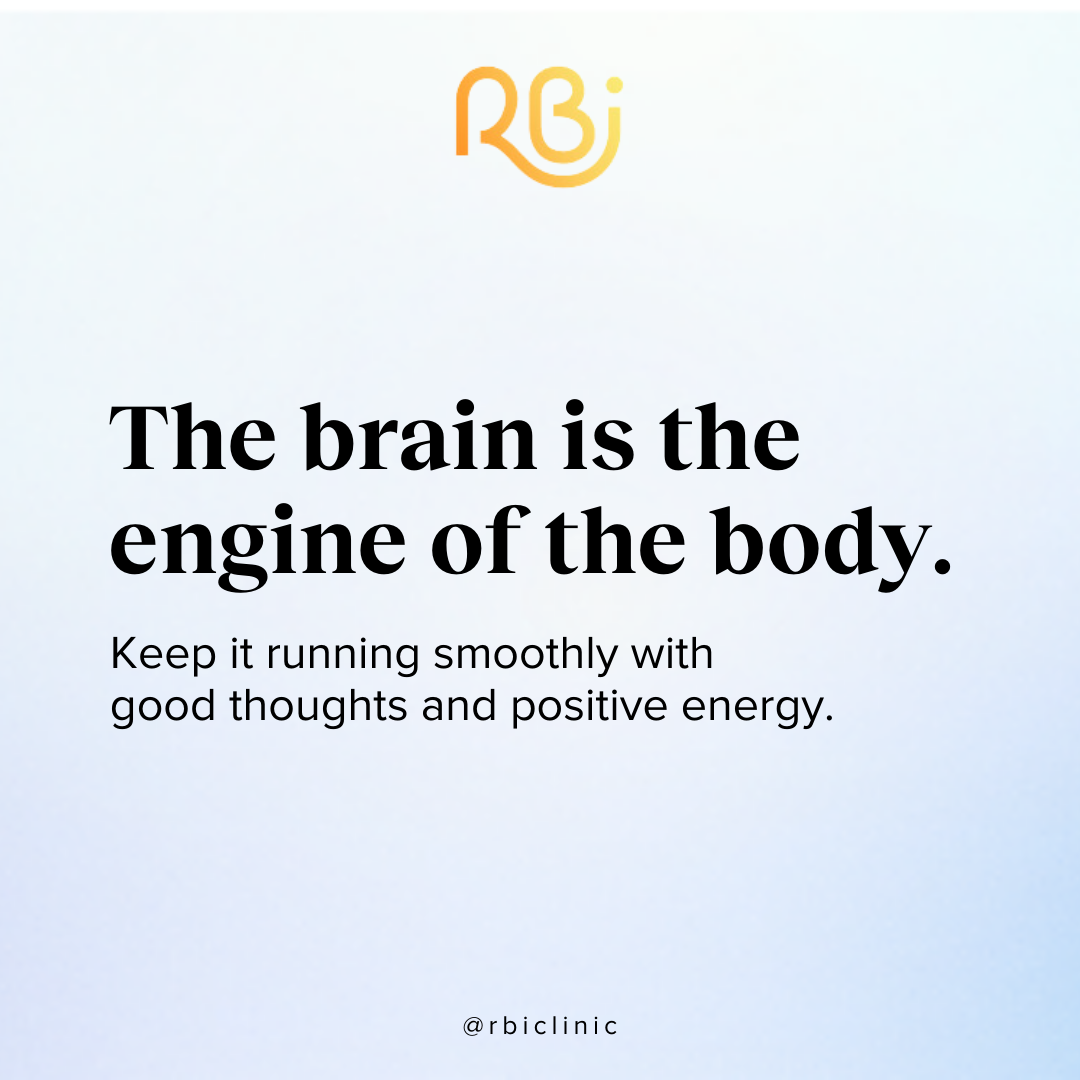 RBi
The brain is the
engine of the body.
Keep it running smoothly with
good thoughts and positive energy.
@rbiclinic